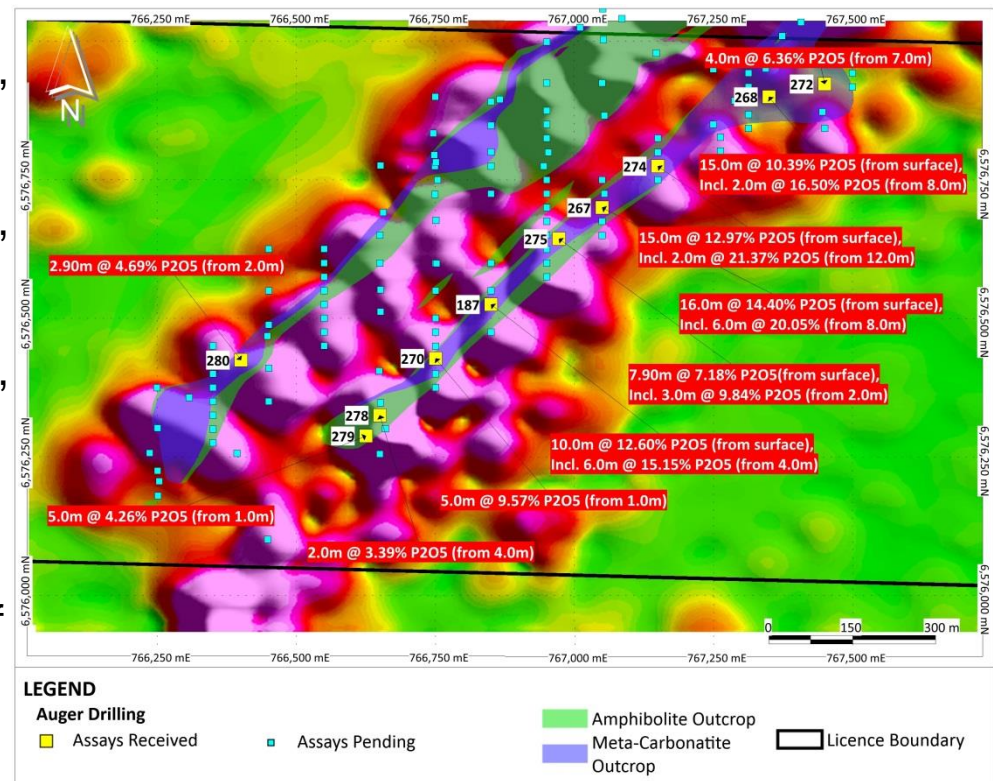 766,250 mE 766,500 mE 766,750 mE 767,000 mE 767,250 mE 767,500 mE
N
4.0m @ 6.36% P2O5 (from 7.0m)
272
268
6,576,750 mN
6,576,750 mN
274
15.0m @ 10.39% P2O5 (from surface),
Incl. 2.0m @ 16.50% P2O5 (from 8.0m)
267
275
15.0m @ 12.97% P2O5 (from surface),
Incl. 2.0m @ 21.37% P2O5 (from 12.0m)
2.90m @ 4.69% P2O5 (from 2.0m)
187
16.0m @ 14.40% P2O5 (from surface),
Incl. 6.0m @ 20.05% (from 8.0m)
6,576,500 mN
6,576,500 mN
280
270
7.90m @ 7.18% P2O5(from surface),
Incl. 3.0m @ 9.84% P2O5 (from 2.0m)
278
279
10.0m @ 12.60% P2O5 (from surface),
Incl. 6.0m @ 15.15% P2O5 (from 4.0m)
6,576,250 mN
6,576,250 mN
5.0m @ 9.57% P2O5 (from 1.0m)
5.0m @ 4.26% P2O5 (from 1.0m)
2.0m @ 3.39% P2O5 (from 4.0m)
6,576,000 mN
6,576,000 mN
0 150 300 m
766,250 mE 766,500 mE 766,750 mE 767,000 mE 767,250 mE 767,500 mE
LEGEND
Auger Drilling
Assays Received
Assays Pending
Amphibolite Outcrop
Meta-Carbonatite
Outcrop
Licence Boundary